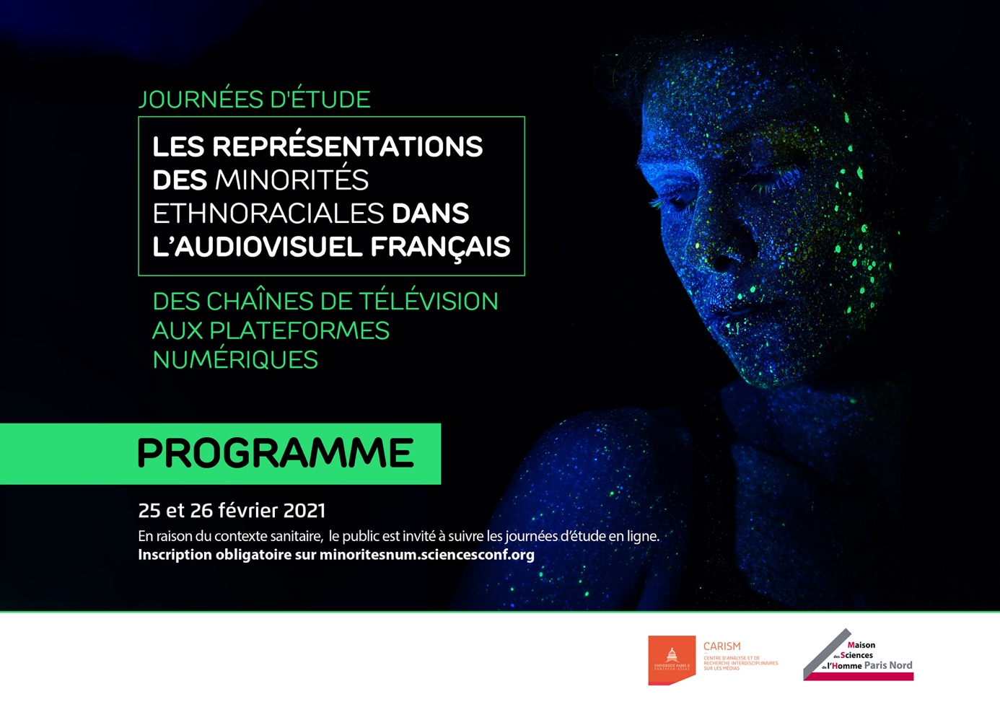 JOURNÉES D'ÉTUDE
LES REPRÉSENTATIONS
DES MINORITÉS
ETHNORACIALES DANS
L'AUDIOVISUEL FRANÇAIS
DES CHAÎNES DE TÉLÉVISION
AUX PLATEFORMES
NUMÉRIQUES
PROGRAMME
25 et 26 février 2021
En raison du contexte sanitaire, le public est invité à suivre les journées d'étude en ligne.
Inscription obligatoire sur minoritesnum.sciencesconf.org
UNIVERSITÉ PARIS II
PANTHÉON-ASSAS
CARISM
CENTRE D'ANALYSE ET DE
RECHERCHE INTERDISCIPLINAIRES
SUR LES MÉDIAS
Maison
des Sciences
de l'Homme Paris Nord